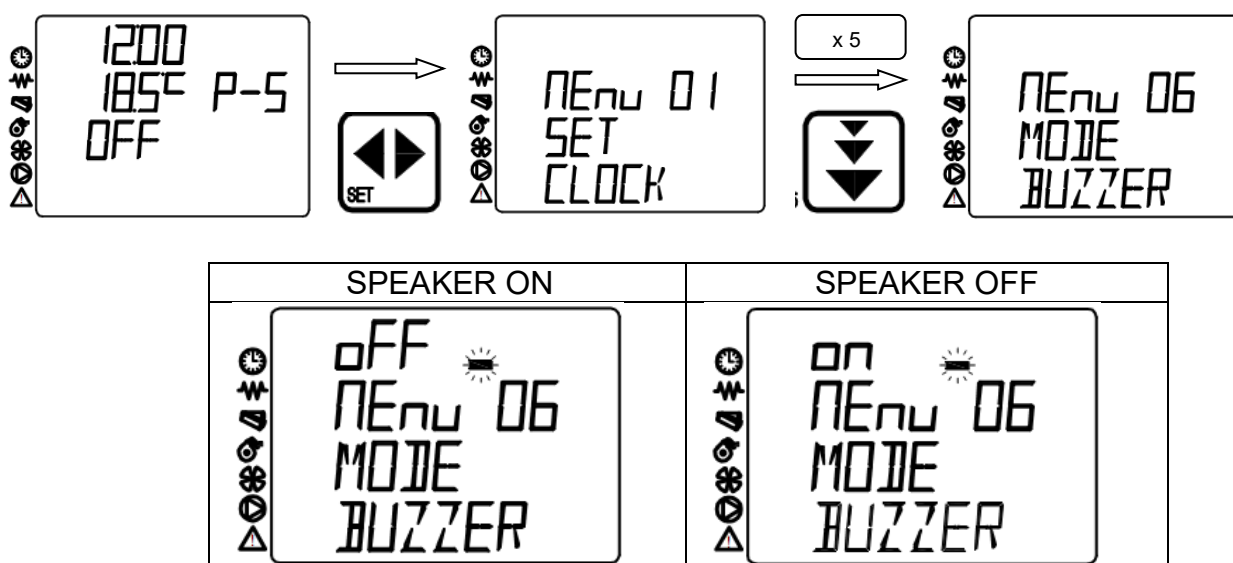 12:00
18.5°C P-S
OFF
SET
MEnu 01
SET
CLOCK
x 5
MEnu 06
MODE
BUZZER
SPEAKER ON
SPEAKER OFF
oFF
MEnu 06
MODE
BUZZER
on
MEnu 06
MODE
BUZZER